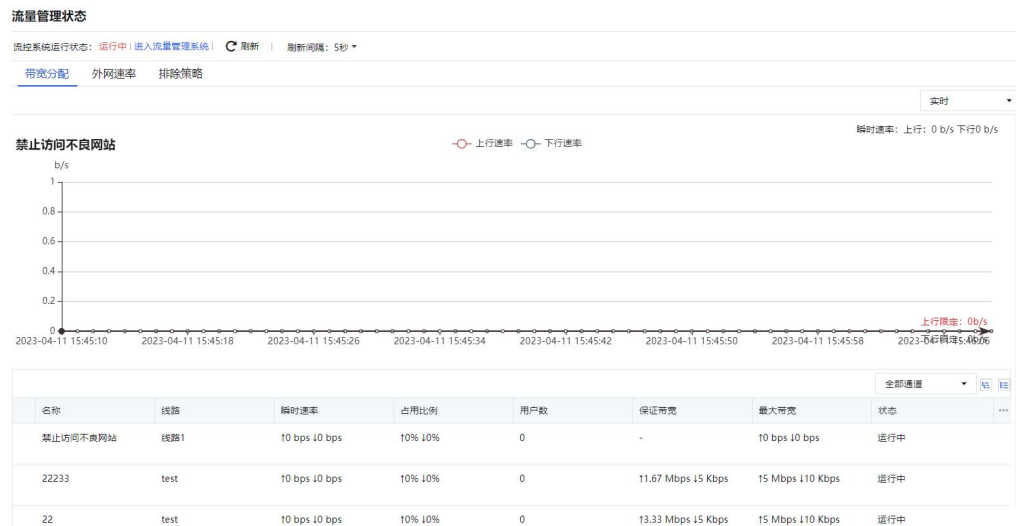 流量管理状态
流控系统运行状态：运行中 | 进入流量管理系统 | 刷新 | 刷新间隔：5秒
带宽分配 外网速率 排除策略
实时
瞬时速率：上行：0 b/s 下行0 b/s
禁止访问不良网站 上行速率 下行速率
b/s
1
0.8
0.6
0.4
0.2
上行限定：0b/s
0
下行限定：0b/s
2023-04-11 15:45:10 2023-04-11 15:45:18 2023-04-11 15:45:26 2023-04-11 15:45:34 2023-04-11 15:45:42 2023-04-11 15:45:50 2023-04-11 15:45:58 2023-04-11 15:46:06
全部通道
名称 线路 瞬时速率 占用比例 用户数 保证带宽 最大带宽 状态 ...
禁止访问不良网站 线路1 ↑0 bps ↓0 bps ↑0% ↓0% 0 - ↑0 bps ↓0 bps 运行中
22233 test ↑0 bps ↓0 bps ↑0% ↓0% 0 ↑1.67 Mbps ↓5 Kbps ↑5 Mbps ↓10 Kbps 运行中
22 test ↑0 bps ↓0 bps ↑0% ↓0% 0 ↑3.33 Mbps ↓5 Kbps ↑5 Mbps ↓10 Kbps 运行中